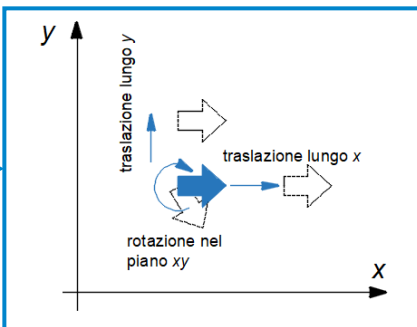 y
traslazione lungo y
traslazione lungo x
rotazione nel
piano xy
x